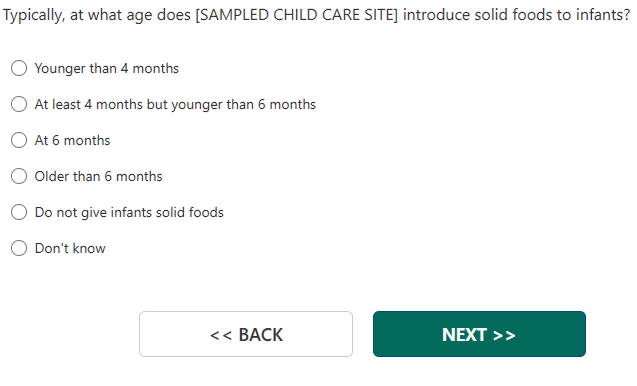 Typically, at what age does [SAMPLED CHILD CARE SITE] introduce solid foods to infants?
Younger than 4 months
At least 4 months but younger than 6 months
At 6 months
Older than 6 months
Do not give infants solid foods
Don't know
<< BACK
NEXT >>